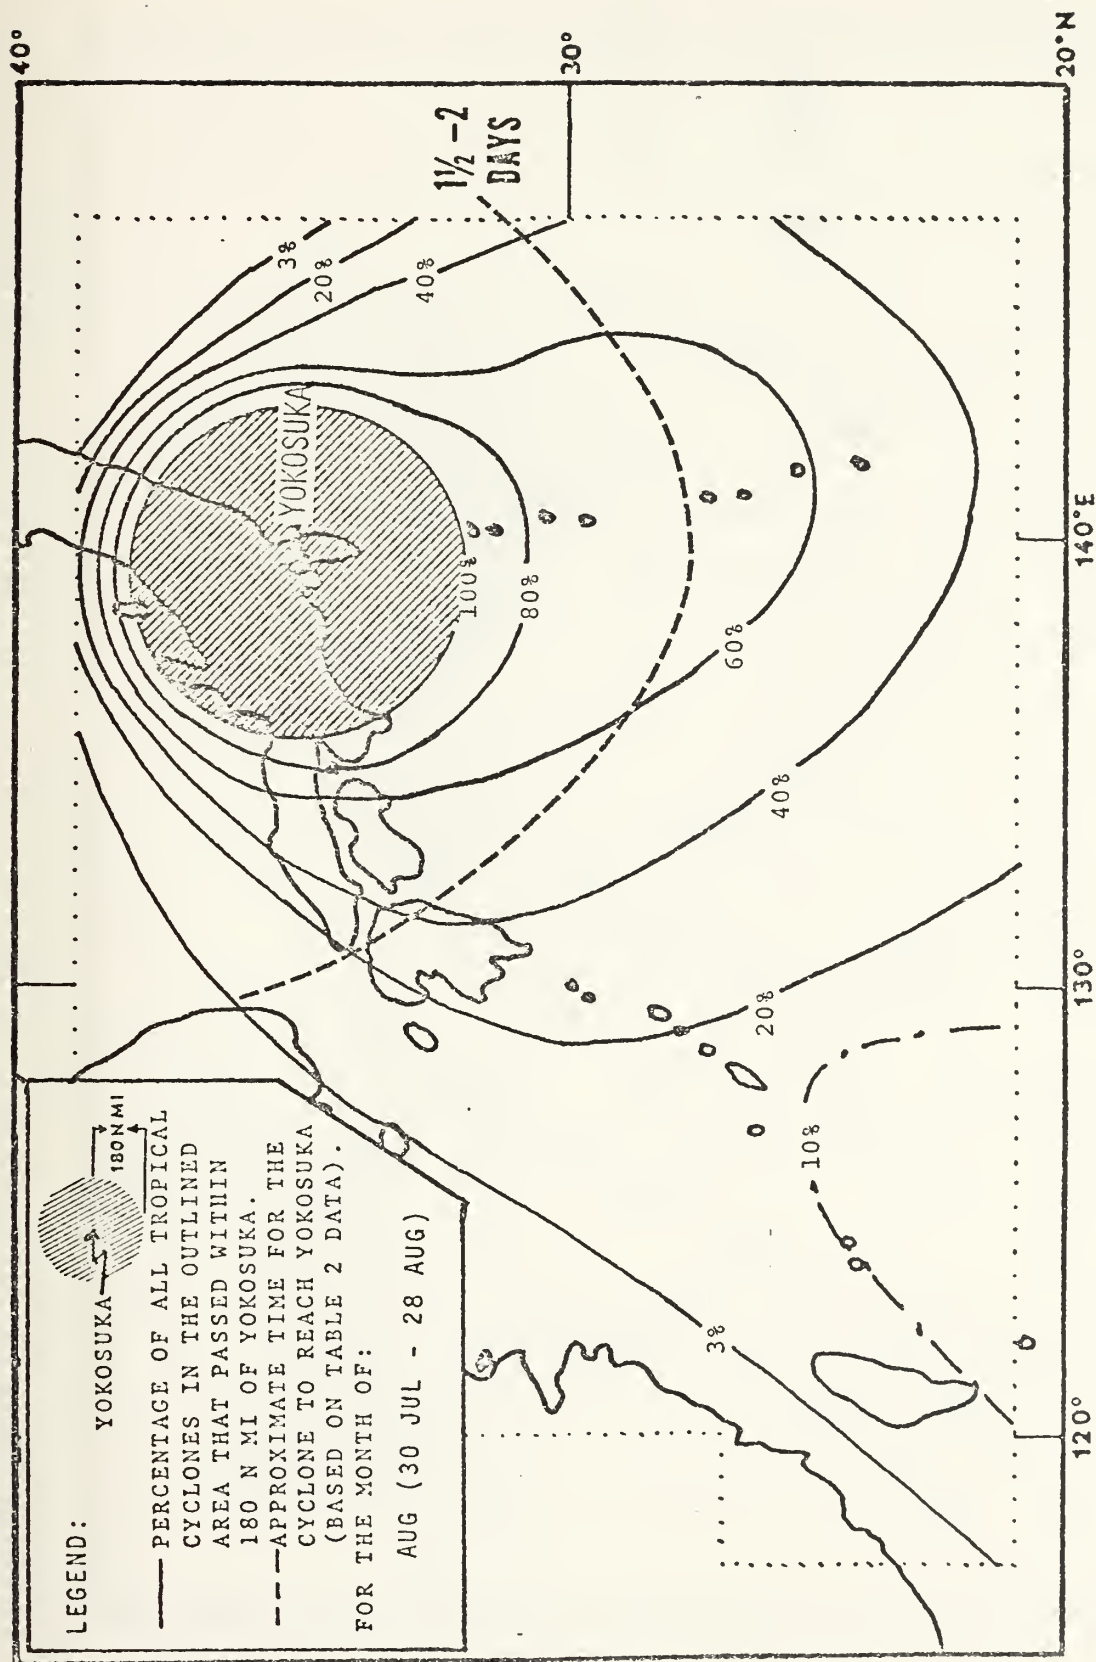 LEGEND:
YOKOSUKA
180NMI
PERCENTAGE OF ALL TROPICAL
CYCLONES IN THE OUTLINED
AREA THAT PASSED WITHIN
180 N MI OF YOKOSUKA.
APPROXIMATE TIME FOR THE
CYCLONE TO REACH YOKOSUKA
(BASED ON TABLE 2 DATA).
FOR THE MONTH OF:
AUG (30 JUL - 28 AUG)
40°
30°
20°N
120°
130°
140°E
YOKOSUKA
1½-2
DAYS
3%
20%
40%
100%
80%
60%
40%
20%
10%
3%